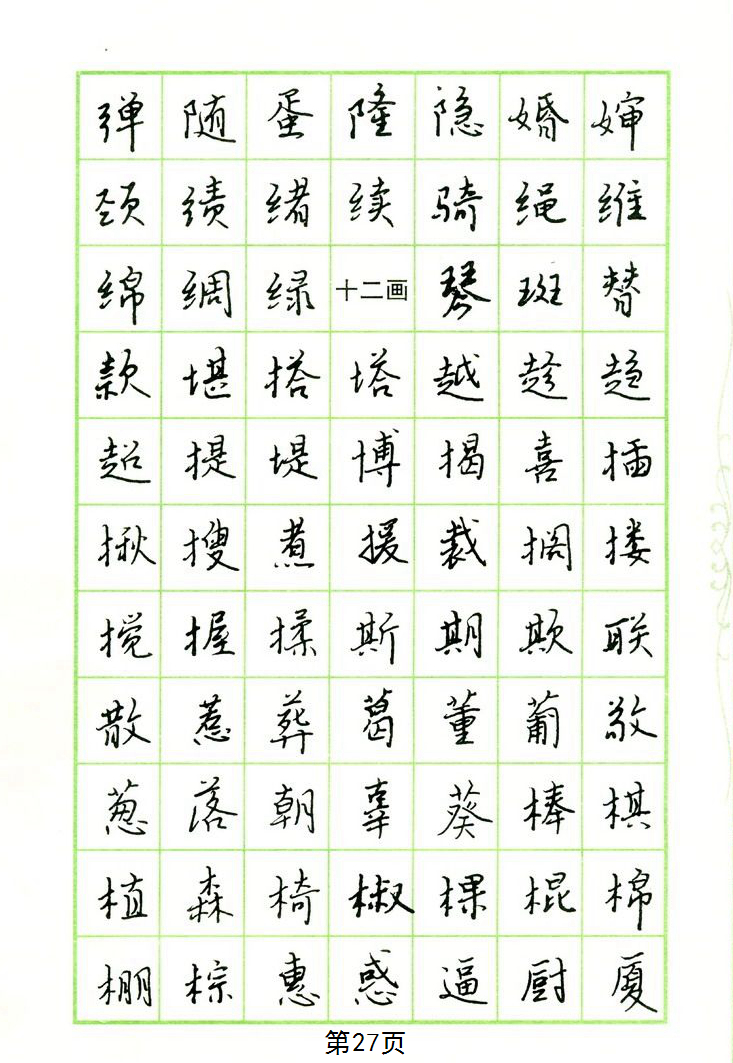 弹 随 蛋 隆 隐 婚 婶
颈 绩 绪 续 骑 绳 维
绵 绸 绿 十二画 琴 斑 替
款 堪 搭 塔 越 趁 趋
超 提 堤 博 揭 喜 插
揪 搜 煮 援 裁 搁 搂
搅 握 揉 斯 期 欺 联
散 惹 葬 葛 董 葡 敬
葱 落 朝 辜 葵 棒 棋
植 森 椅 椒 棵 棍 棉
棚 棕 惠 惑 逼 厨 厦
第27页